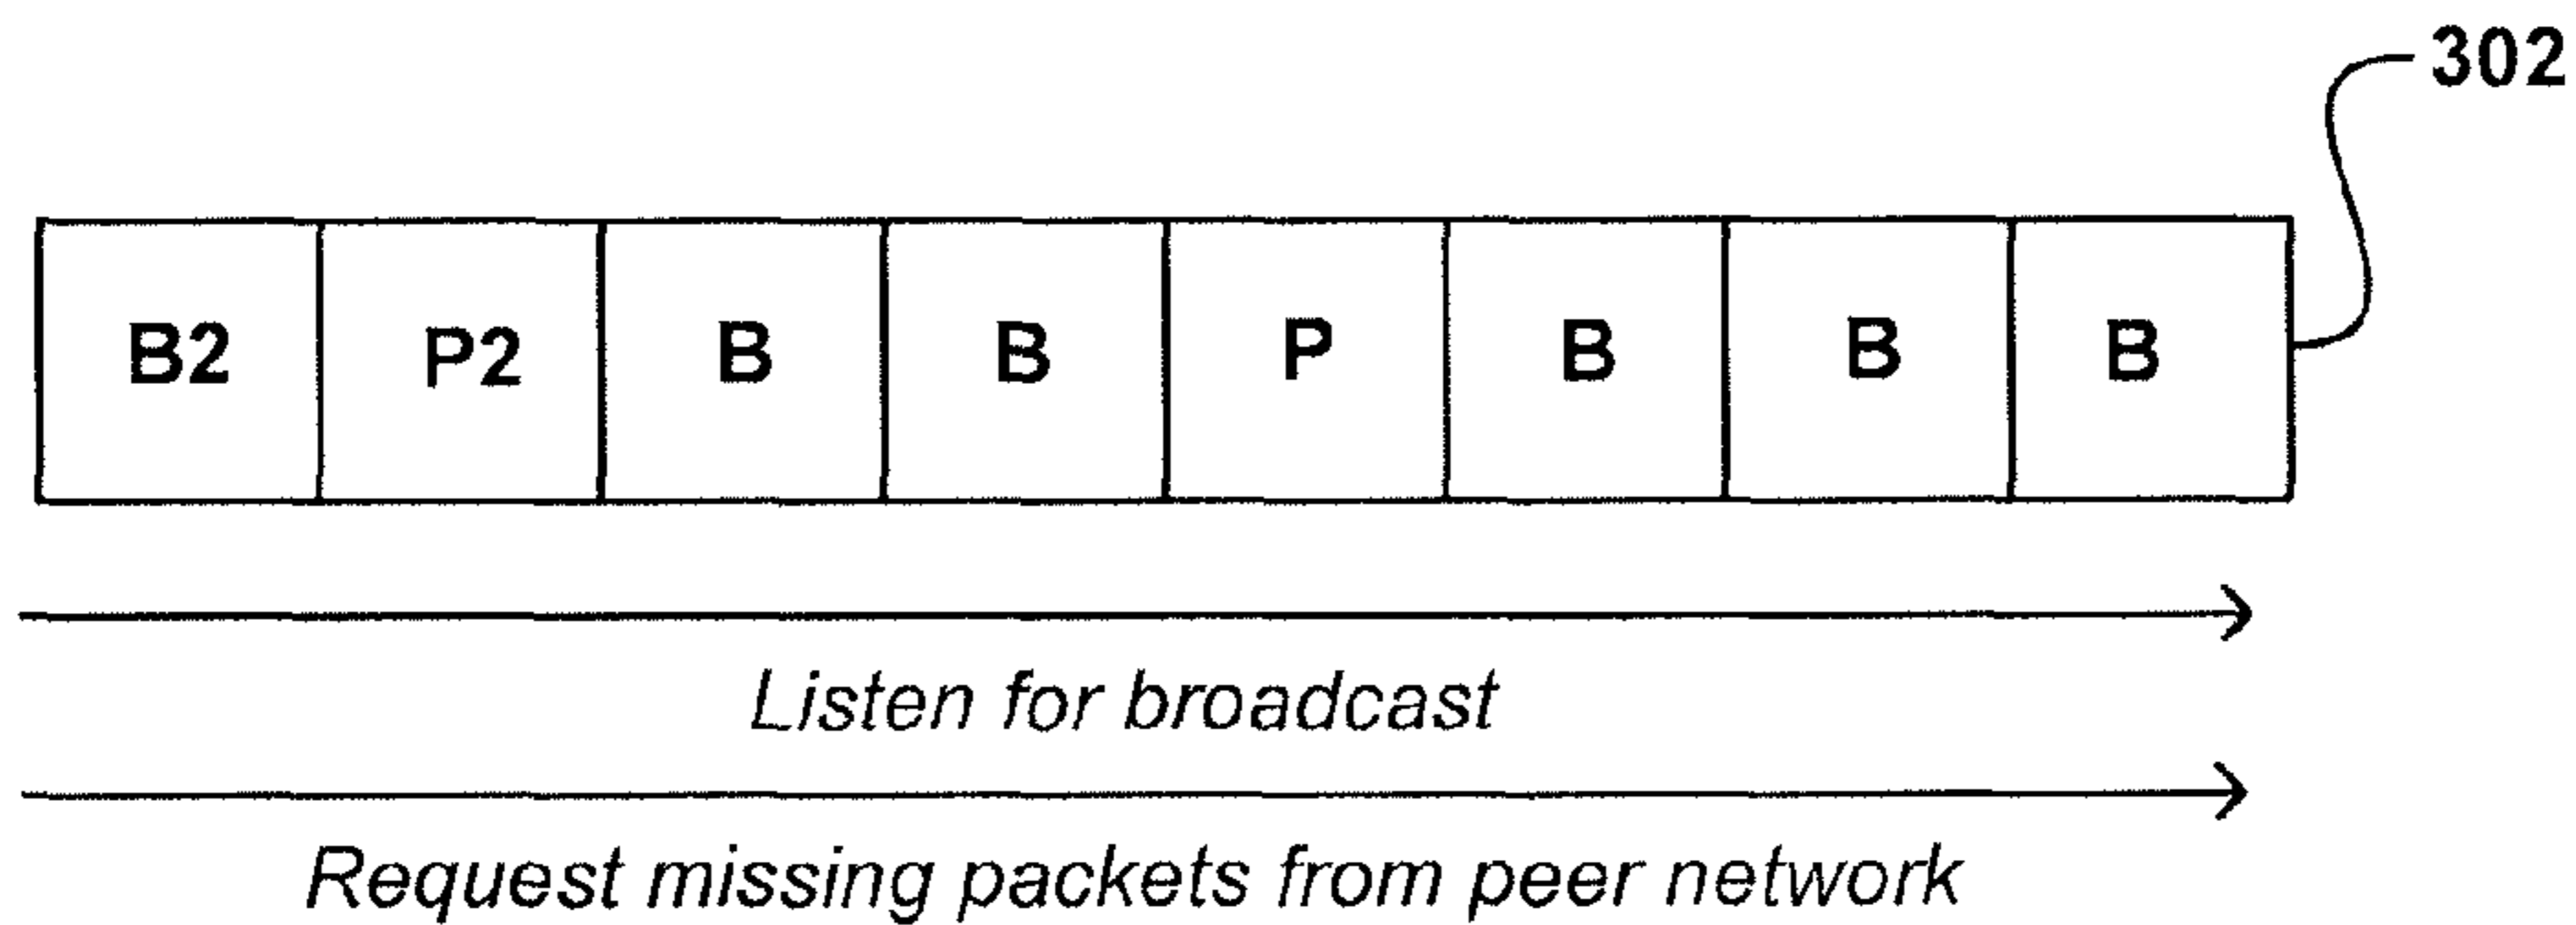 302
B2 P2 B B P B B B
Listen for broadcast
Request missing packets from peer network